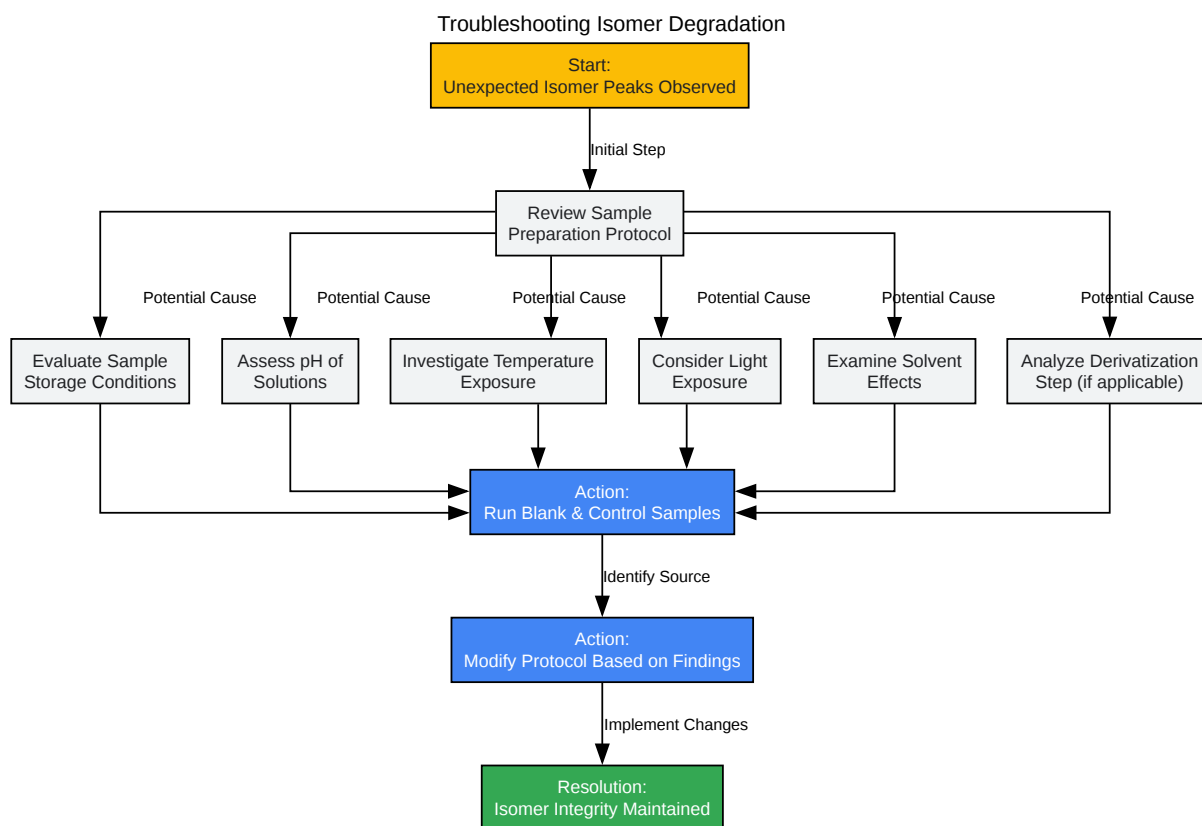 Troubleshooting Isomer Degradation
Start:
Unexpected Isomer Peaks Observed
Initial Step
Review Sample
Preparation Protocol
Potential Cause
Potential Cause
Potential Cause
Potential Cause
Potential Cause
Potential Cause
Evaluate Sample
Storage Conditions
Assess pH of
Solutions
Investigate Temperature
Exposure
Consider Light
Exposure
Examine Solvent
Effects
Analyze Derivatization
Step (if applicable)
Action:
Run Blank & Control Samples
Identify Source
Action:
Modify Protocol Based on Findings
Implement Changes
Resolution:
Isomer Integrity Maintained